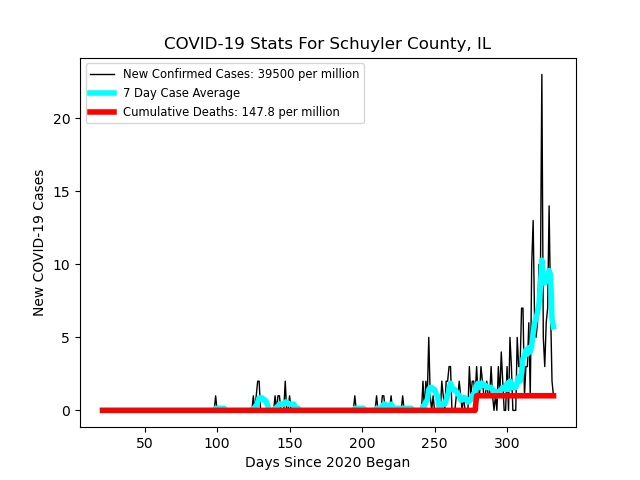 COVID-19 Stats For Schuyler County, IL
New Confirmed Cases: 39500 per million
7 Day Case Average
Cumulative Deaths: 147.8 per million
New COVID-19 Cases
20
15
10
5
0
50 100 150 200 250 300
Days Since 2020 Began